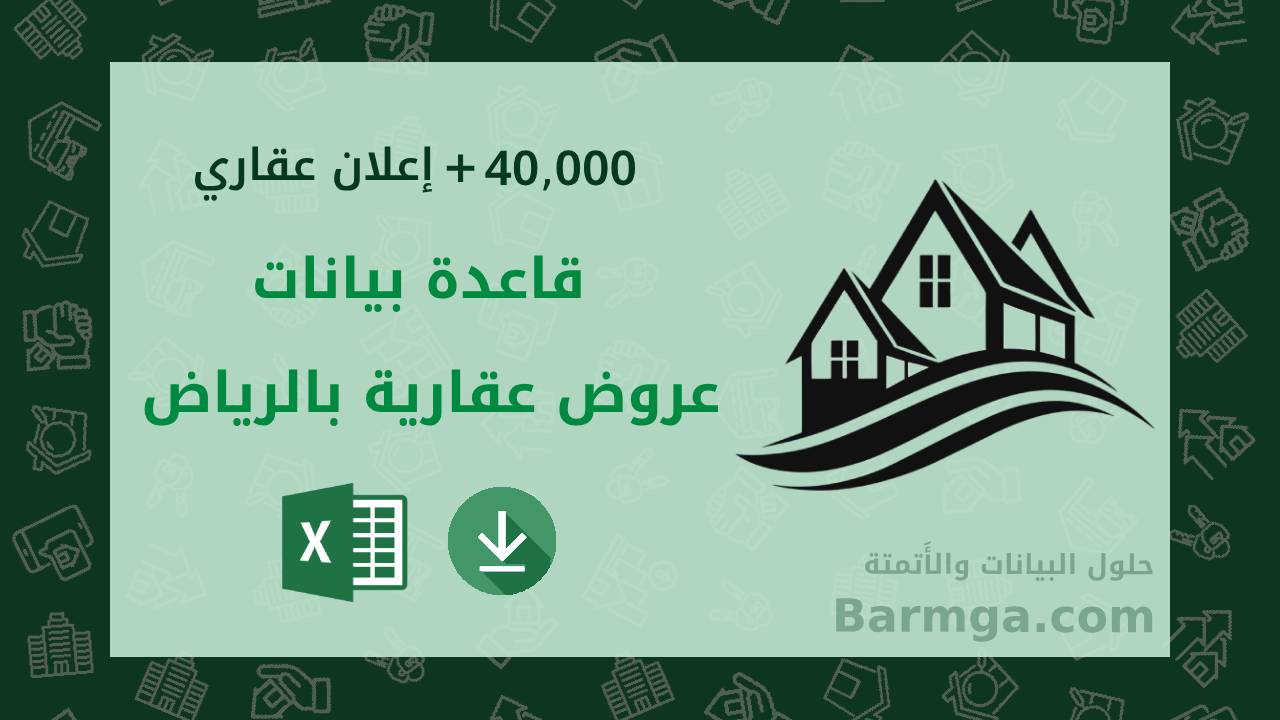 +40,000 إعلان عقاري
قاعدة بيانات
عروض عقارية بالرياض
X
حلول البيانات والأَتمتة
Barmga.com